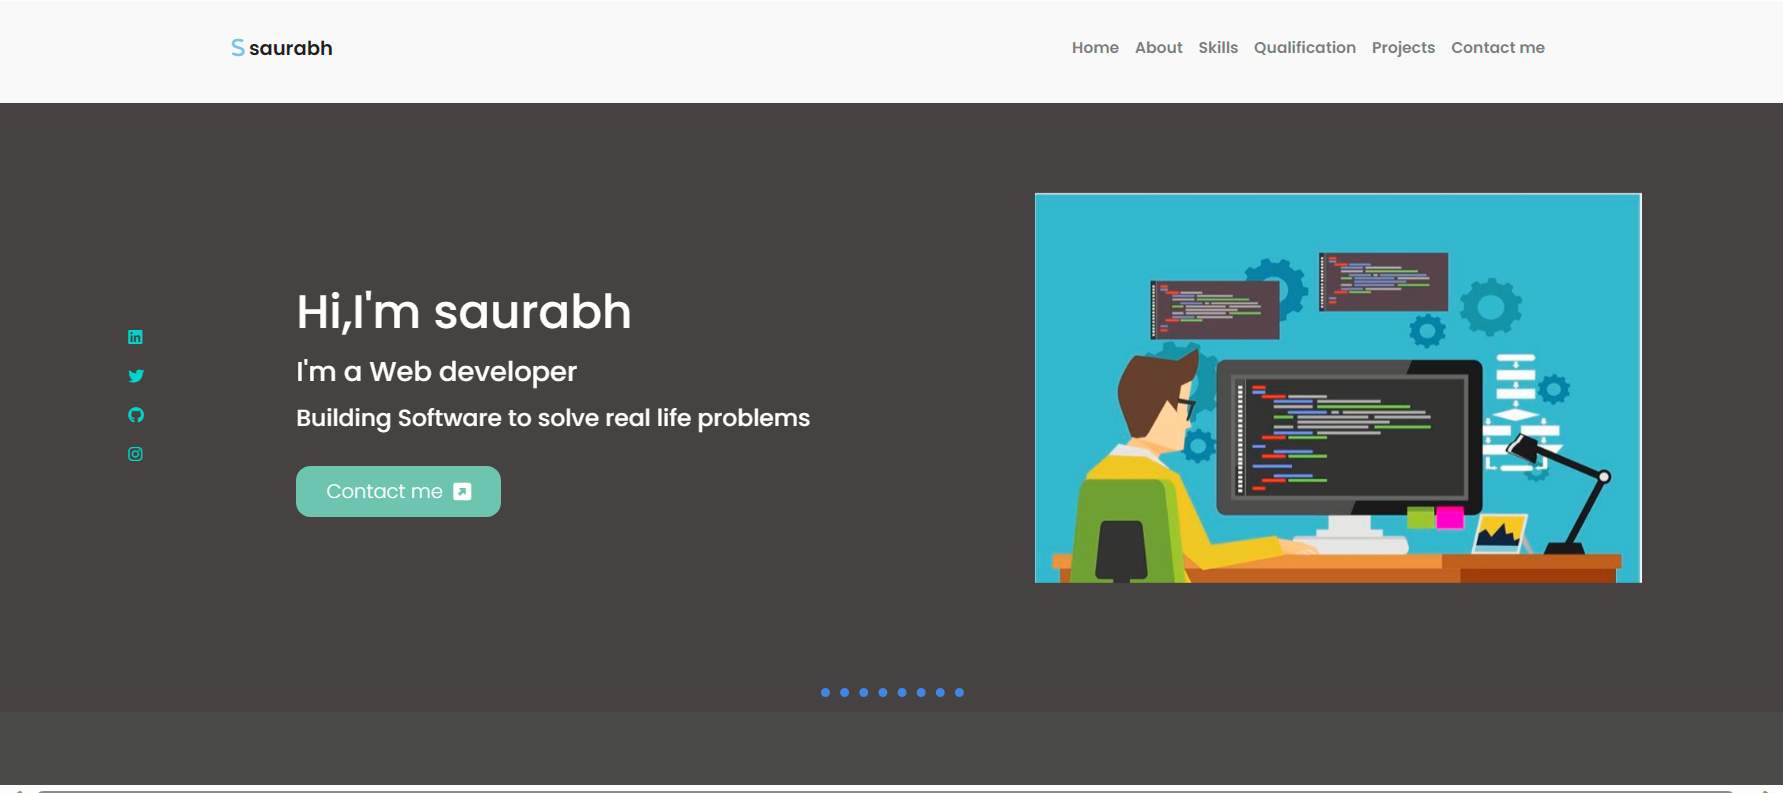 S saurabh
Home About Skills Qualification Projects Contact me
Hi,I'm saurabh
I'm a Web developer
Building Software to solve real life problems
Contact me